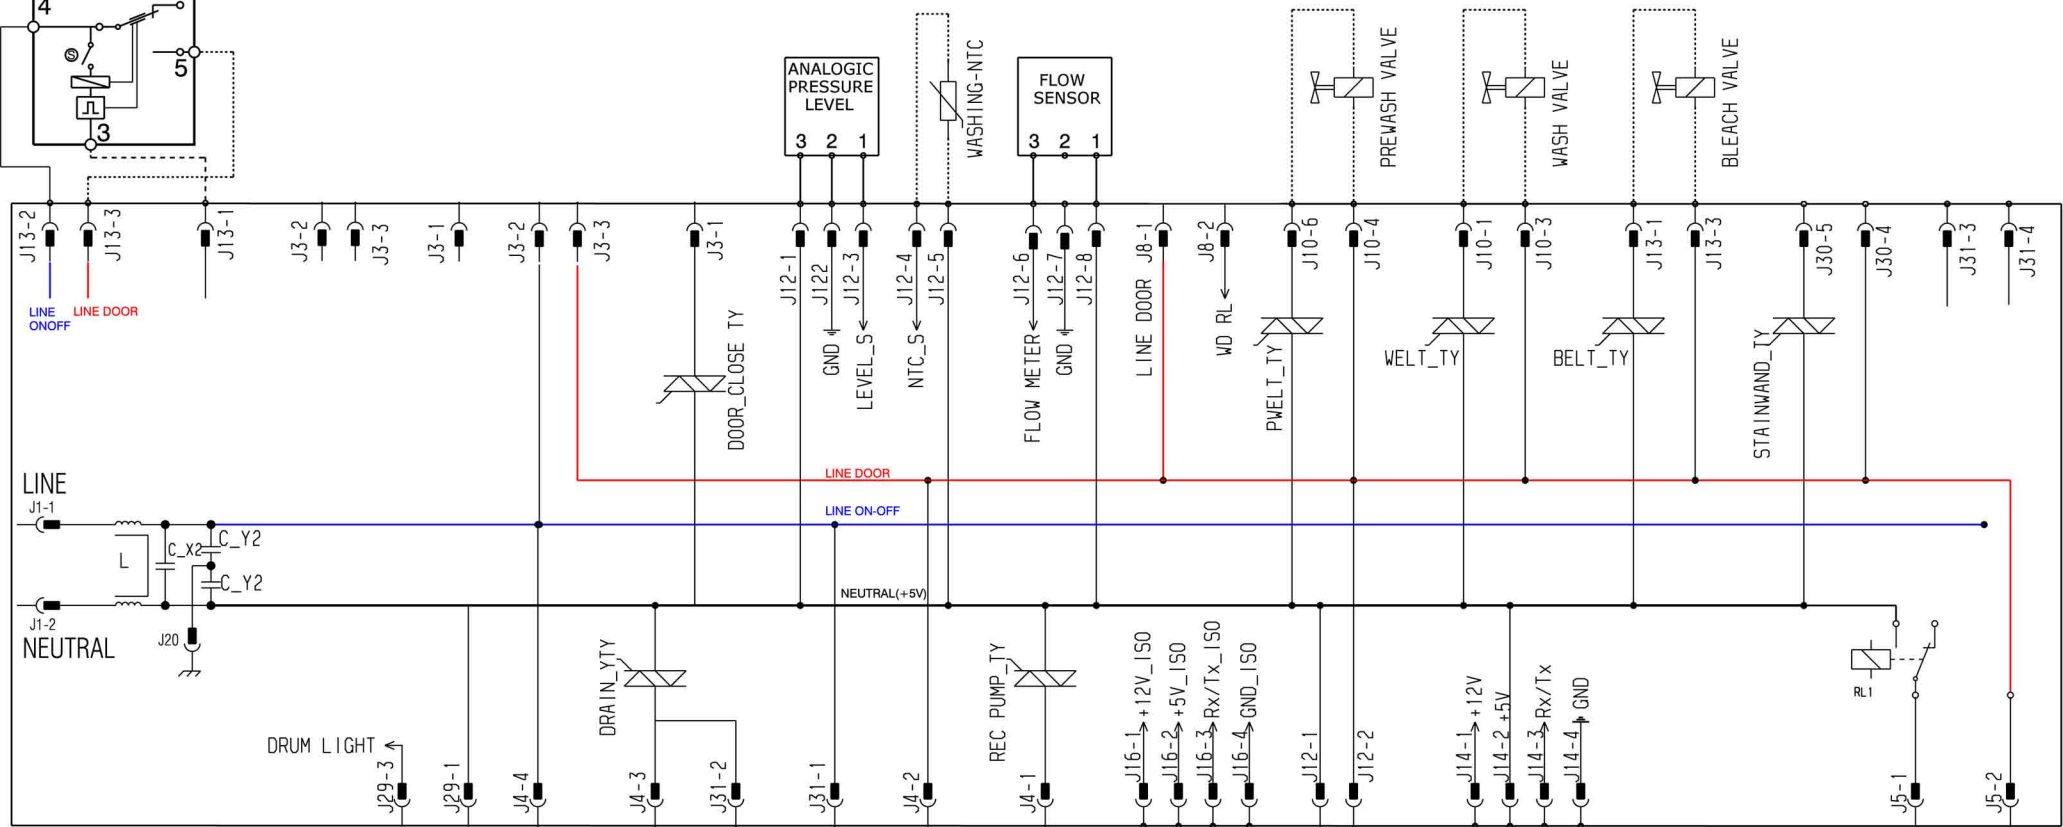 4
S
5
3
ANALOGIC
PRESSURE
LEVEL
3 2 1
WASHING-NTC
FLOW
SENSOR
3 2 1
PREWASH VALVE
WASH VALVE
BLEACH VALVE
J13-2
J13-3
J13-1
J3-2
J3-3
J3-1
J3-2
J3-3
J3-1
J12-1
J122
J12-3
J12-4
J12-5
J12-6
J12-7
J12-8
J8-1
J8-2
J10-6
J10-4
J10-1
J10-3
J13-1
J13-3
J30-5
J30-4
J31-3
J31-4
LINE
ONOFF
LINE DOOR
DOOR_CLOSE TY
GND
LEVEL_S
NTC_S
FLOW METER
GND
LINE DOOR
WD RL
PWELT_TY
WELT_TY
BELT_TY
STAINWAND_TY
LINE DOOR
LINE
J1-1
LINE ON-OFF
L
C_X2
C_Y2
C_Y2
NEUTRAL(+5V)
J1-2
NEUTRAL
J20
DRAIN_YTY
REC PUMP_TY
+12V_ISO
+5V_ISO
Rx/Tx_ISO
GND_ISO
+12V
+5V
Rx/Tx
GND
RL1
DRUM LIGHT
J29-3
J29-1
J4-4
J4-3
J31-2
J31-1
J4-2
J4-1
J16-1
J16-2
J16-3
J16-4
J12-1
J12-2
J14-1
J14-2
J14-3
J14-4
J5-1
J5-2